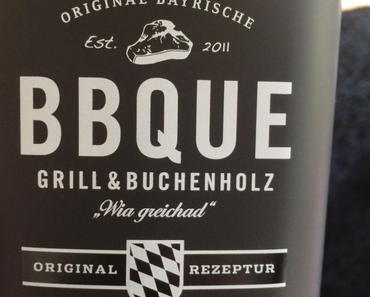 ORIGINAL BAYRISCHE
Est. 2011
BBQUE
GRILL & BUCHENHOLZ
„Wia greichad“
ORIGINAL REZEPTUR